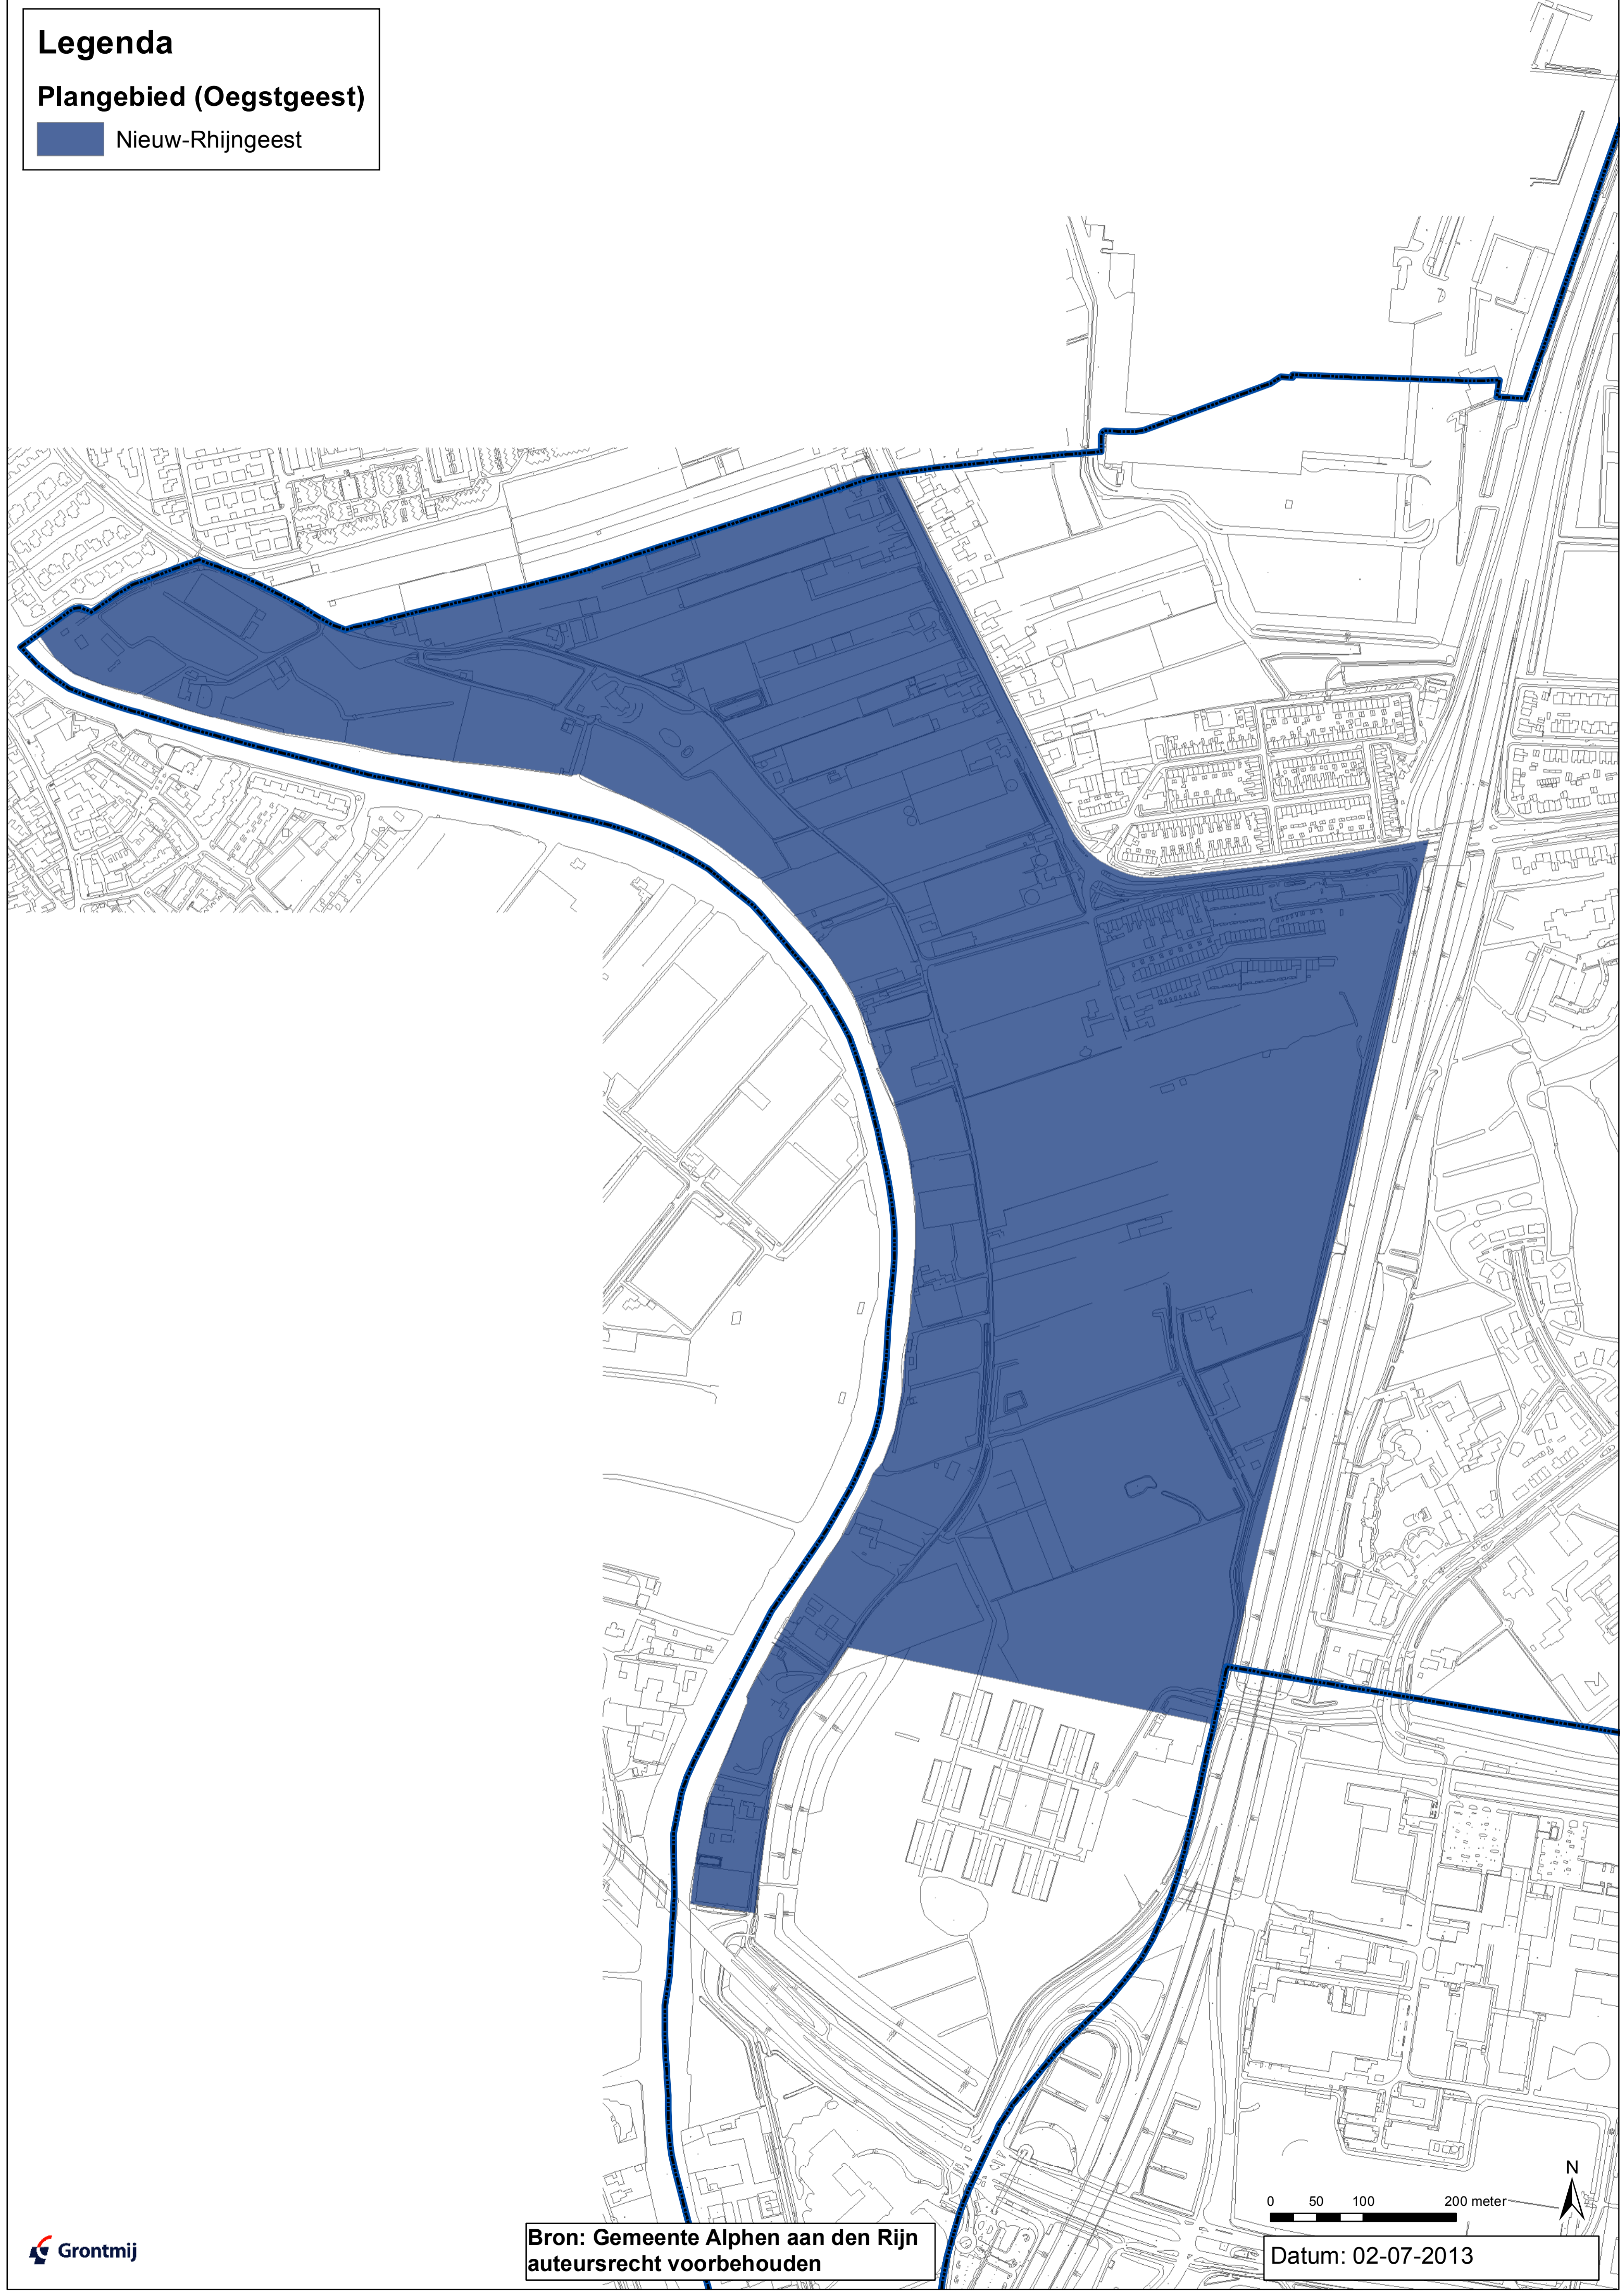 Legenda
Plangebied (Oegstgeest)
Nieuw-Rhijngeest
N
0 50 100 200 meter
Grontmij
Bron: Gemeente Alphen aan den Rijn
auteursrecht voorbehouden
Datum: 02-07-2013